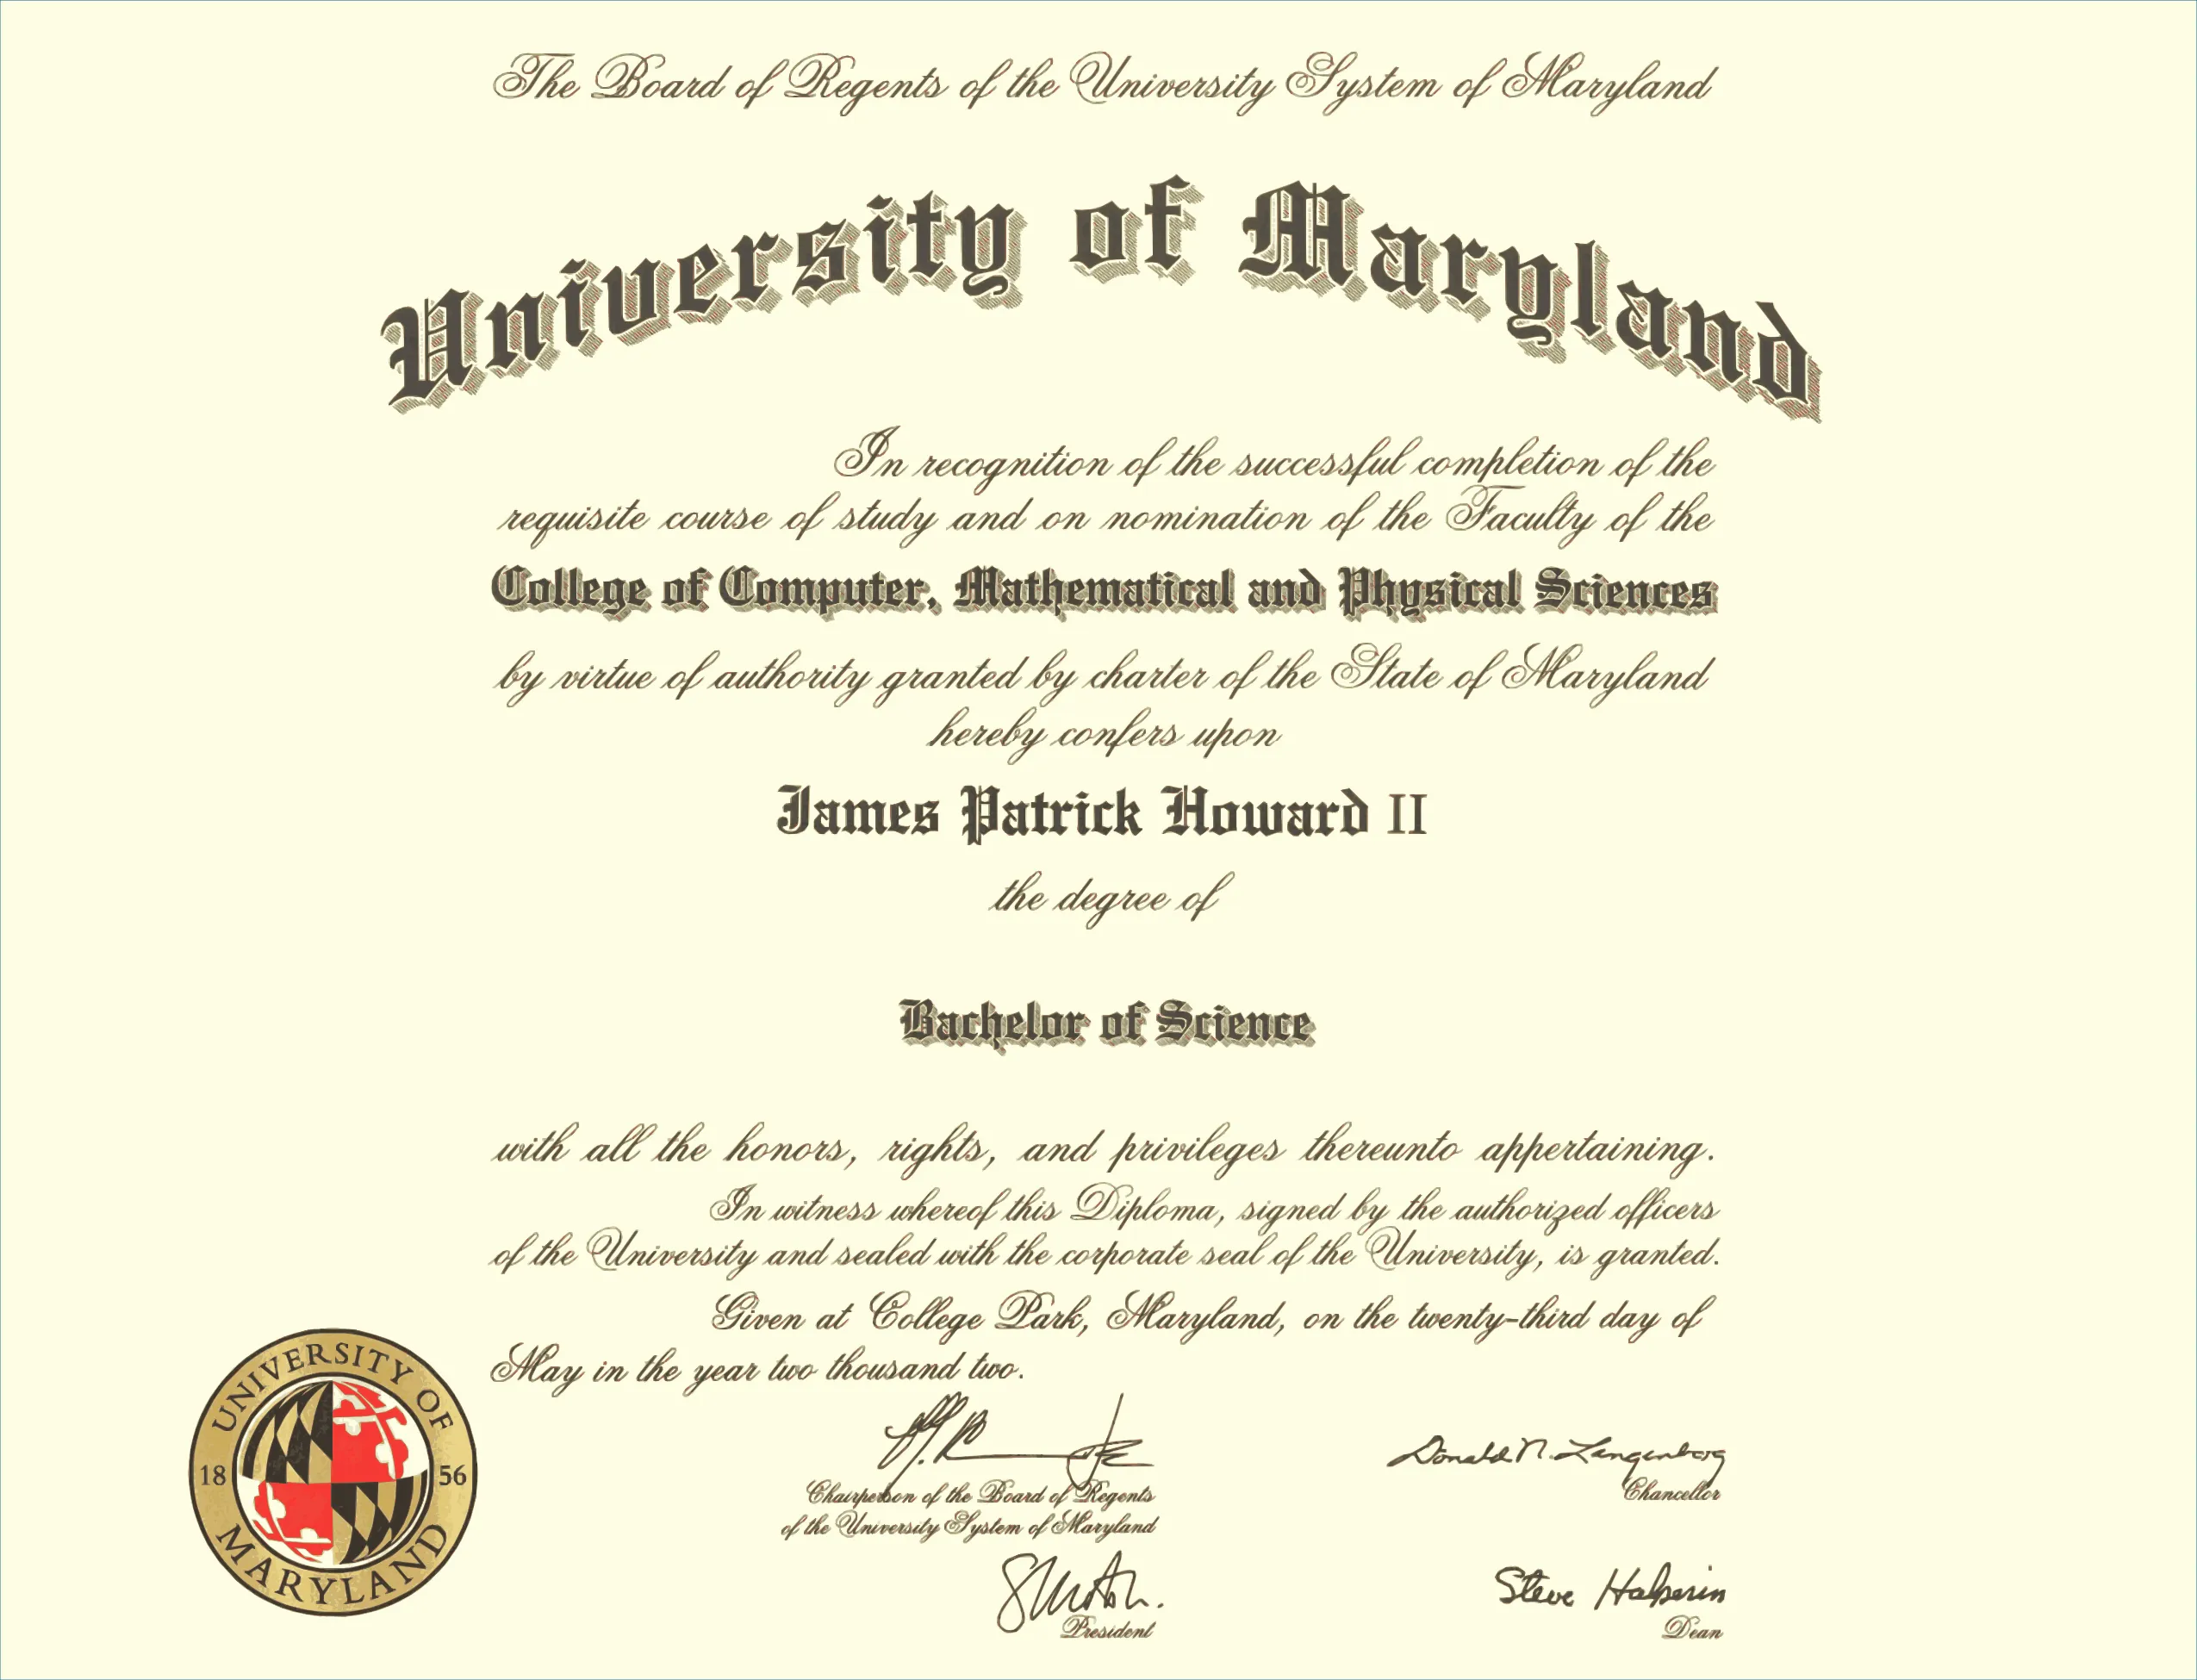 The Board of Regents of the University System of Maryland
University of Maryland
In recognition of the successful completion of the
requisite course of study and on nomination of the Faculty of the
College of Computer, Mathematical and Physical Sciences
by virtue of authority granted by charter of the State of Maryland
hereby confers upon
James Patrick Howard II
the degree of
Bachelor of Science
with all the honors, rights, and privileges thereunto appertaining.
In witness whereof this Diploma, signed by the authorized officers
of the University and sealed with the corporate seal of the University, is granted.
Given at College Park, Maryland, on the twenty-third day of
May in the year two thousand two.
UNIVERSITY OF
18 56
MARYLAND
Donald N. Langenberg
Chairperson of the Board of Regents
of the University System of Maryland
Chancellor
Steve Halperin
President
Dean